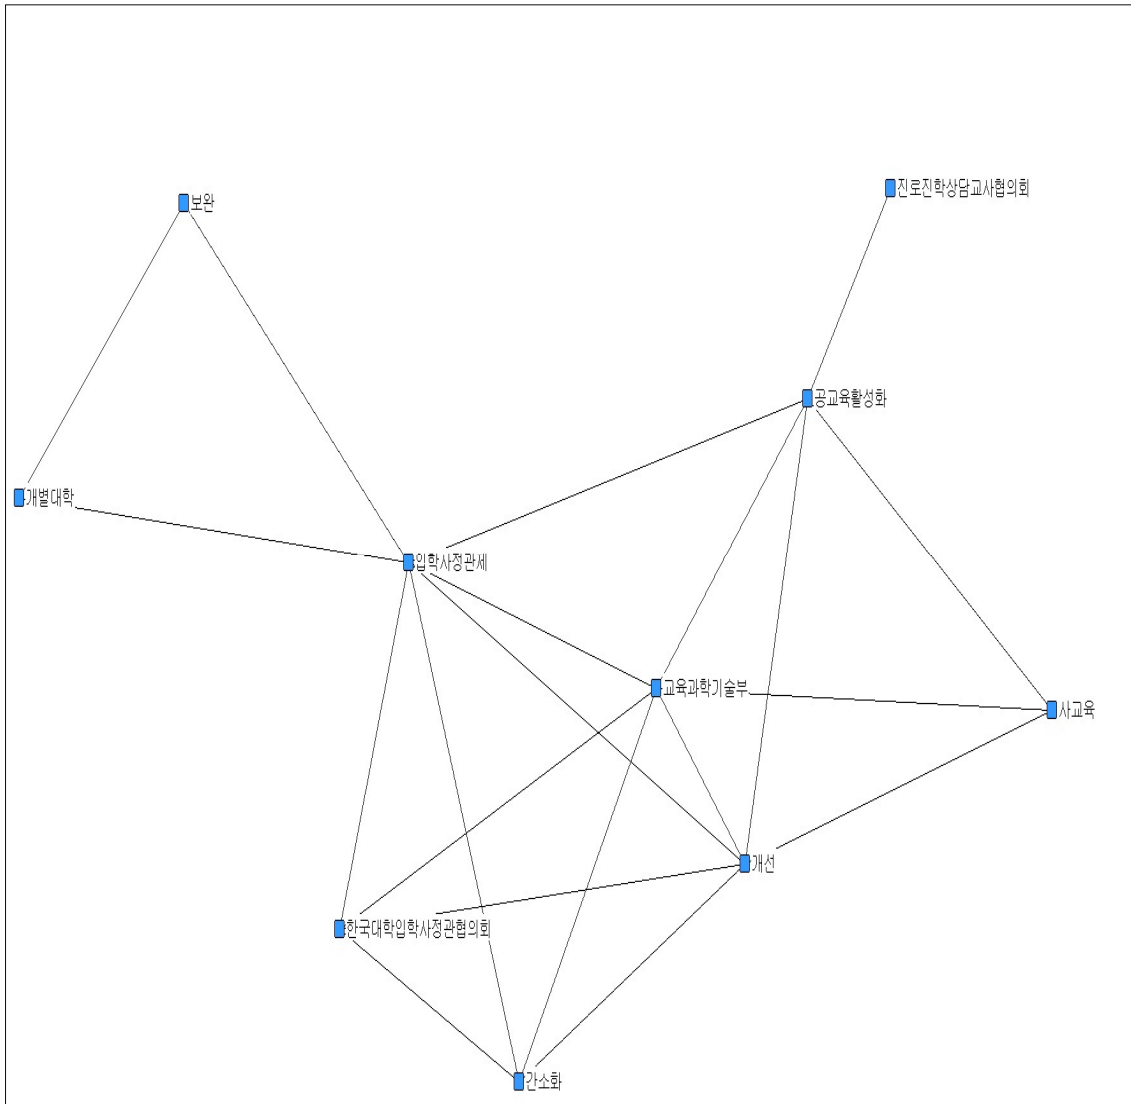 진로진학상담교사협의회
보완
공교육활성화
개별대학
입학사정관세
교육과학기술부
사교육
개선
한국대학입학사정관협의회
간소화